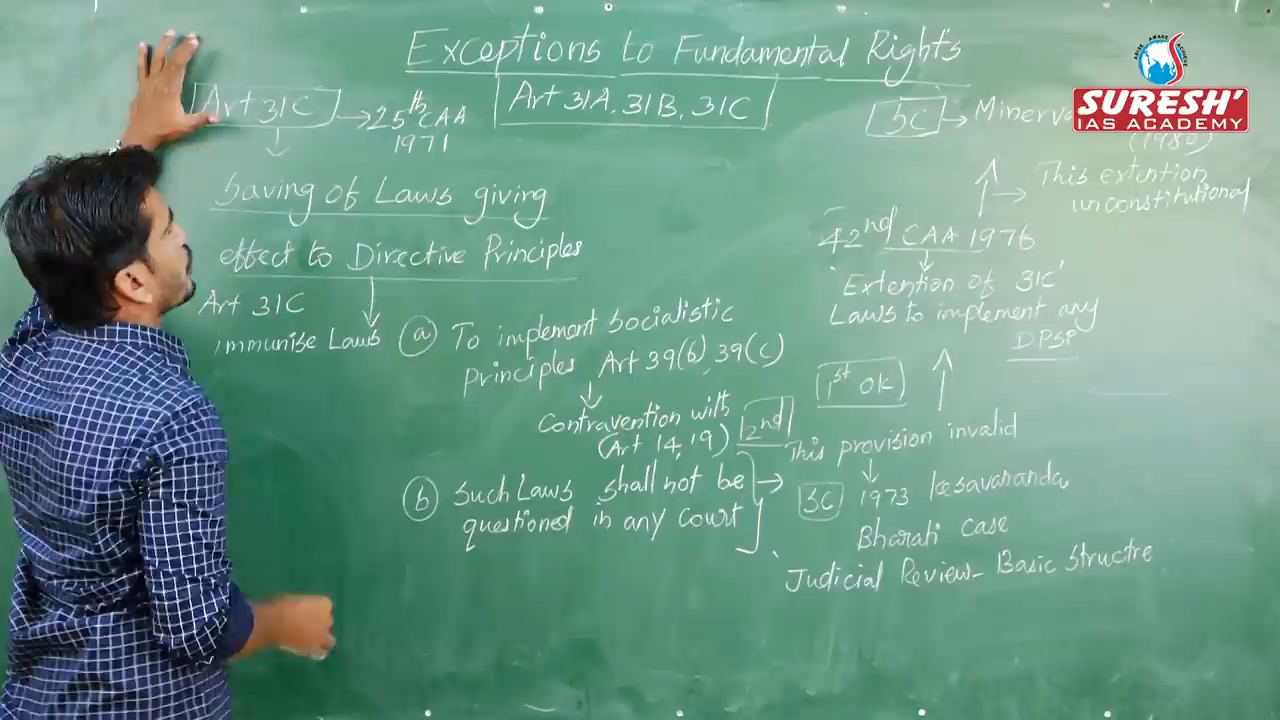 Exceptions to Fundamental Rights
Art 31A, 31B, 31C
Art 31C → 25th CAA
1971
Saving of Laws giving
effect to Directive Principles
Art 31C
immunise Laws
(a) To implement Socialistic
principles Art 39(b), 39(c)
Contravention with
(Art 14, 19) 2nd
(b) Such Laws shall not be
questioned in any Court
SC → Minerva
(1980)
This extention
unconstitutional
42nd CAA 1976
'Extention of 31C'
Laws to implement any
DPSP
1st OK
This provision invalid
SC 1973 Kesavananda
Bharati Case
Judicial Review - Basic Structre
ARISE AWAKE ACHIEVE
SURESH'
IAS ACADEMY